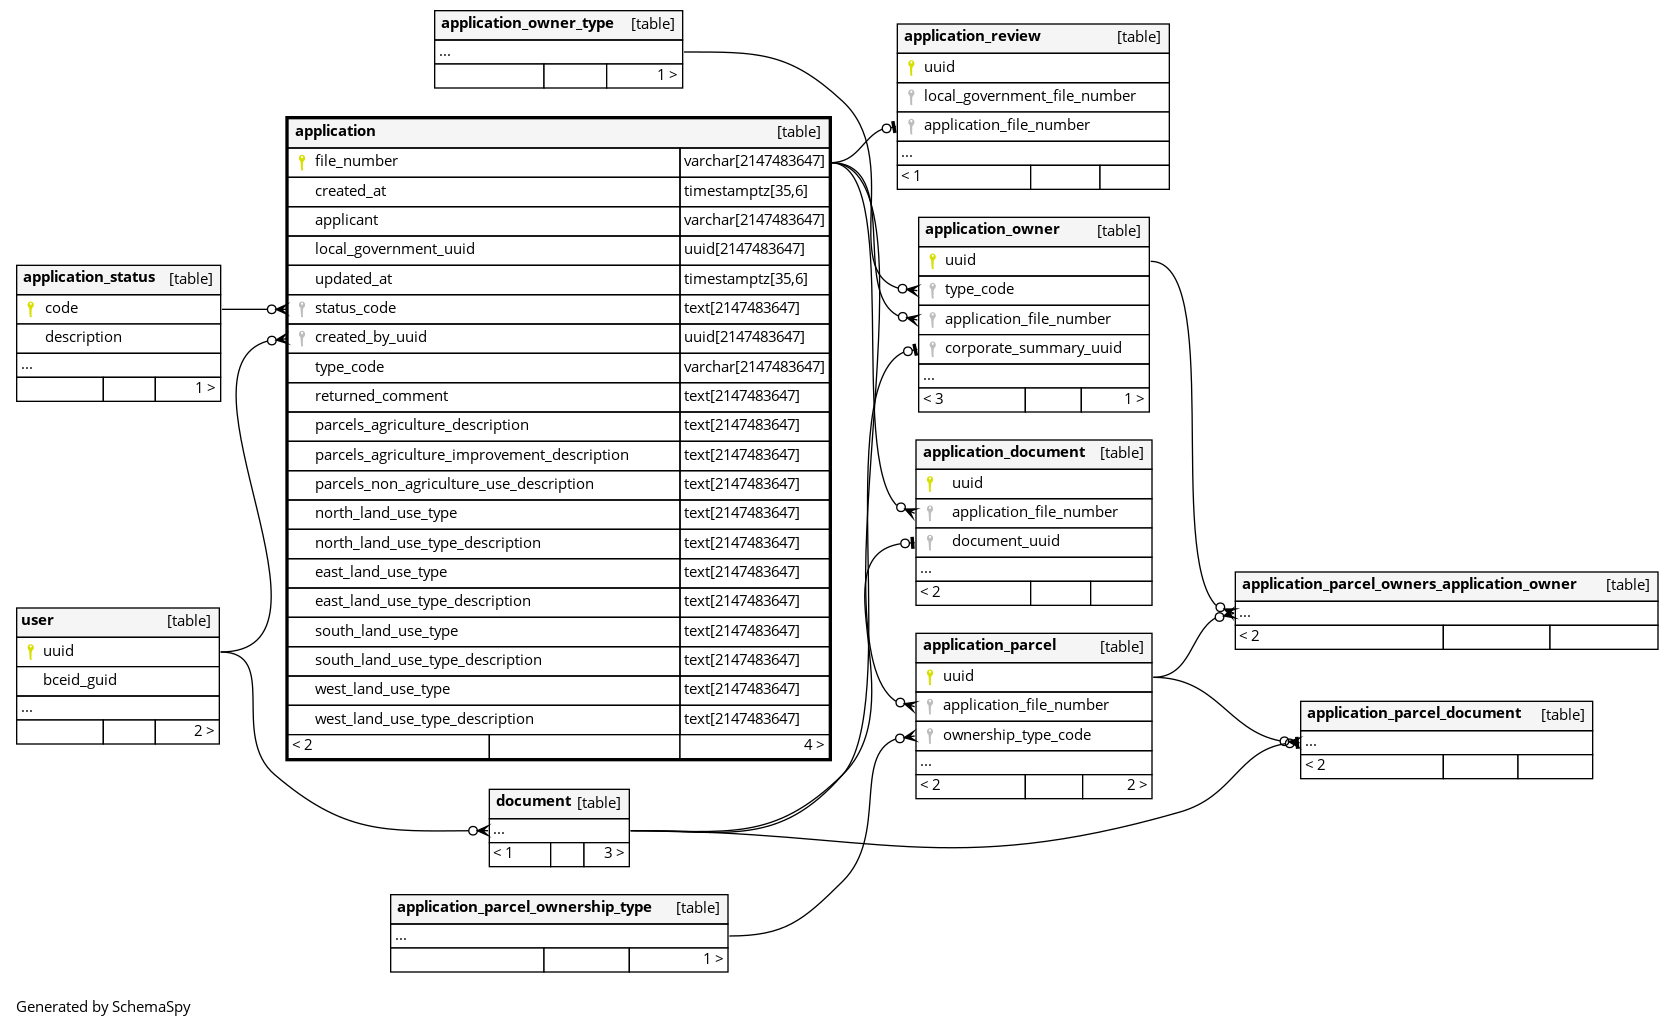 application_owner_type [table]
...
1 >
application_review [table]
uuid
local_government_file_number
application_file_number
...
< 1
application [table]
file_number varchar[2147483647]
created_at timestamptz[35,6]
applicant varchar[2147483647]
local_government_uuid uuid[2147483647]
updated_at timestamptz[35,6]
status_code text[2147483647]
created_by_uuid uuid[2147483647]
type_code varchar[2147483647]
returned_comment text[2147483647]
parcels_agriculture_description text[2147483647]
parcels_agriculture_improvement_description text[2147483647]
parcels_non_agriculture_use_description text[2147483647]
north_land_use_type text[2147483647]
north_land_use_type_description text[2147483647]
east_land_use_type text[2147483647]
east_land_use_type_description text[2147483647]
south_land_use_type text[2147483647]
south_land_use_type_description text[2147483647]
west_land_use_type text[2147483647]
west_land_use_type_description text[2147483647]
< 2 4 >
application_owner [table]
uuid
type_code
application_file_number
corporate_summary_uuid
...
< 3 1 >
application_status [table]
code
description
...
1 >
application_document [table]
uuid
application_file_number
document_uuid
...
< 2
application_parcel_owners_application_owner [table]
...
< 2
user [table]
uuid
bceid_guid
...
2 >
application_parcel [table]
uuid
application_file_number
ownership_type_code
...
< 2 2 >
application_parcel_document [table]
...
< 2
document [table]
...
< 1 3 >
application_parcel_ownership_type [table]
...
1 >
Generated by SchemaSpy